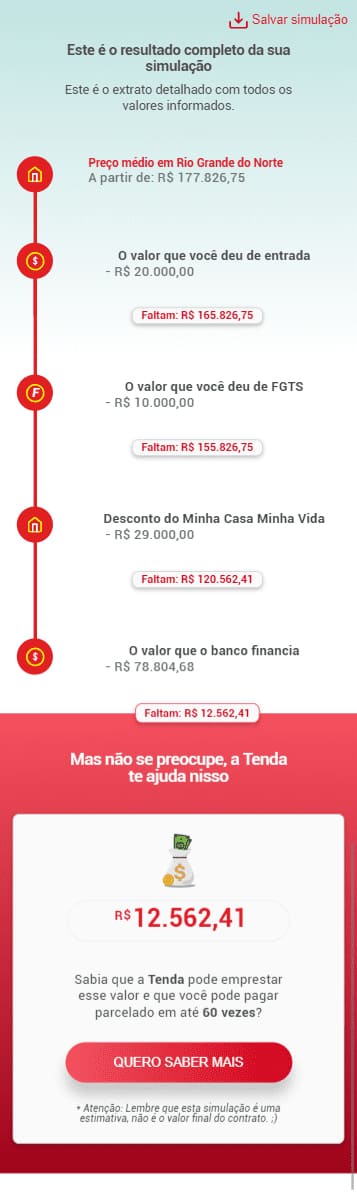 Salvar simulação
Este é o resultado completo da sua
simulação
Este é o extrato detalhado com todos os
valores informados.
Preço médio em Rio Grande do Norte
A partir de: R$ 177.826,75
$
O valor que você deu de entrada
- R$ 20.000,00
Faltam: R$ 165.826,75
F
O valor que você deu de FGTS
- R$ 10.000,00
Faltam: R$ 155.826,75
Desconto do Minha Casa Minha Vida
- R$ 29.000,00
Faltam: R$ 120.562,41
$
O valor que o banco financia
- R$ 78.804,68
Faltam: R$ 12.562,41
Mas não se preocupe, a Tenda
te ajuda nisso
$
R$ 12.562,41
Sabia que a Tenda pode emprestar
esse valor e que você pode pagar
parcelado em até 60 vezes?
QUERO SABER MAIS
* Atenção: Lembre que esta simulação é uma
estimativa, não é o valor final do contrato. ;)